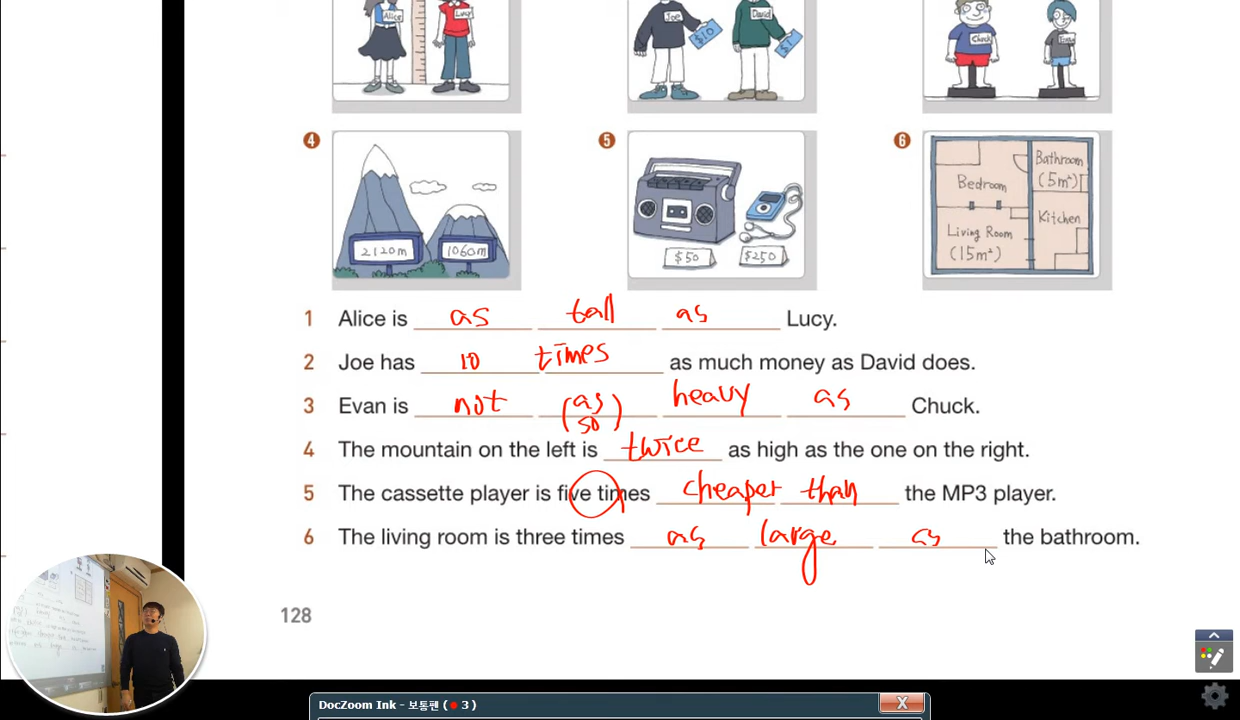 Alice Lucy Joe $10 David $1 Chuck
4 5 6
2120m 1060m $50 $250 Bedroom Bathroom (5m²) Kitchen Living Room (15m²)
1 Alice is as tall as Lucy.
2 Joe has 10 times as much money as David does.
3 Evan is not (as) heavy as Chuck.
so
4 The mountain on the left is twice as high as the one on the right.
5 The cassette player is five times cheaper than the MP3 player.
6 The living room is three times as large as the bathroom.
128
DocZoom Ink - 보통펜 ( 3 )